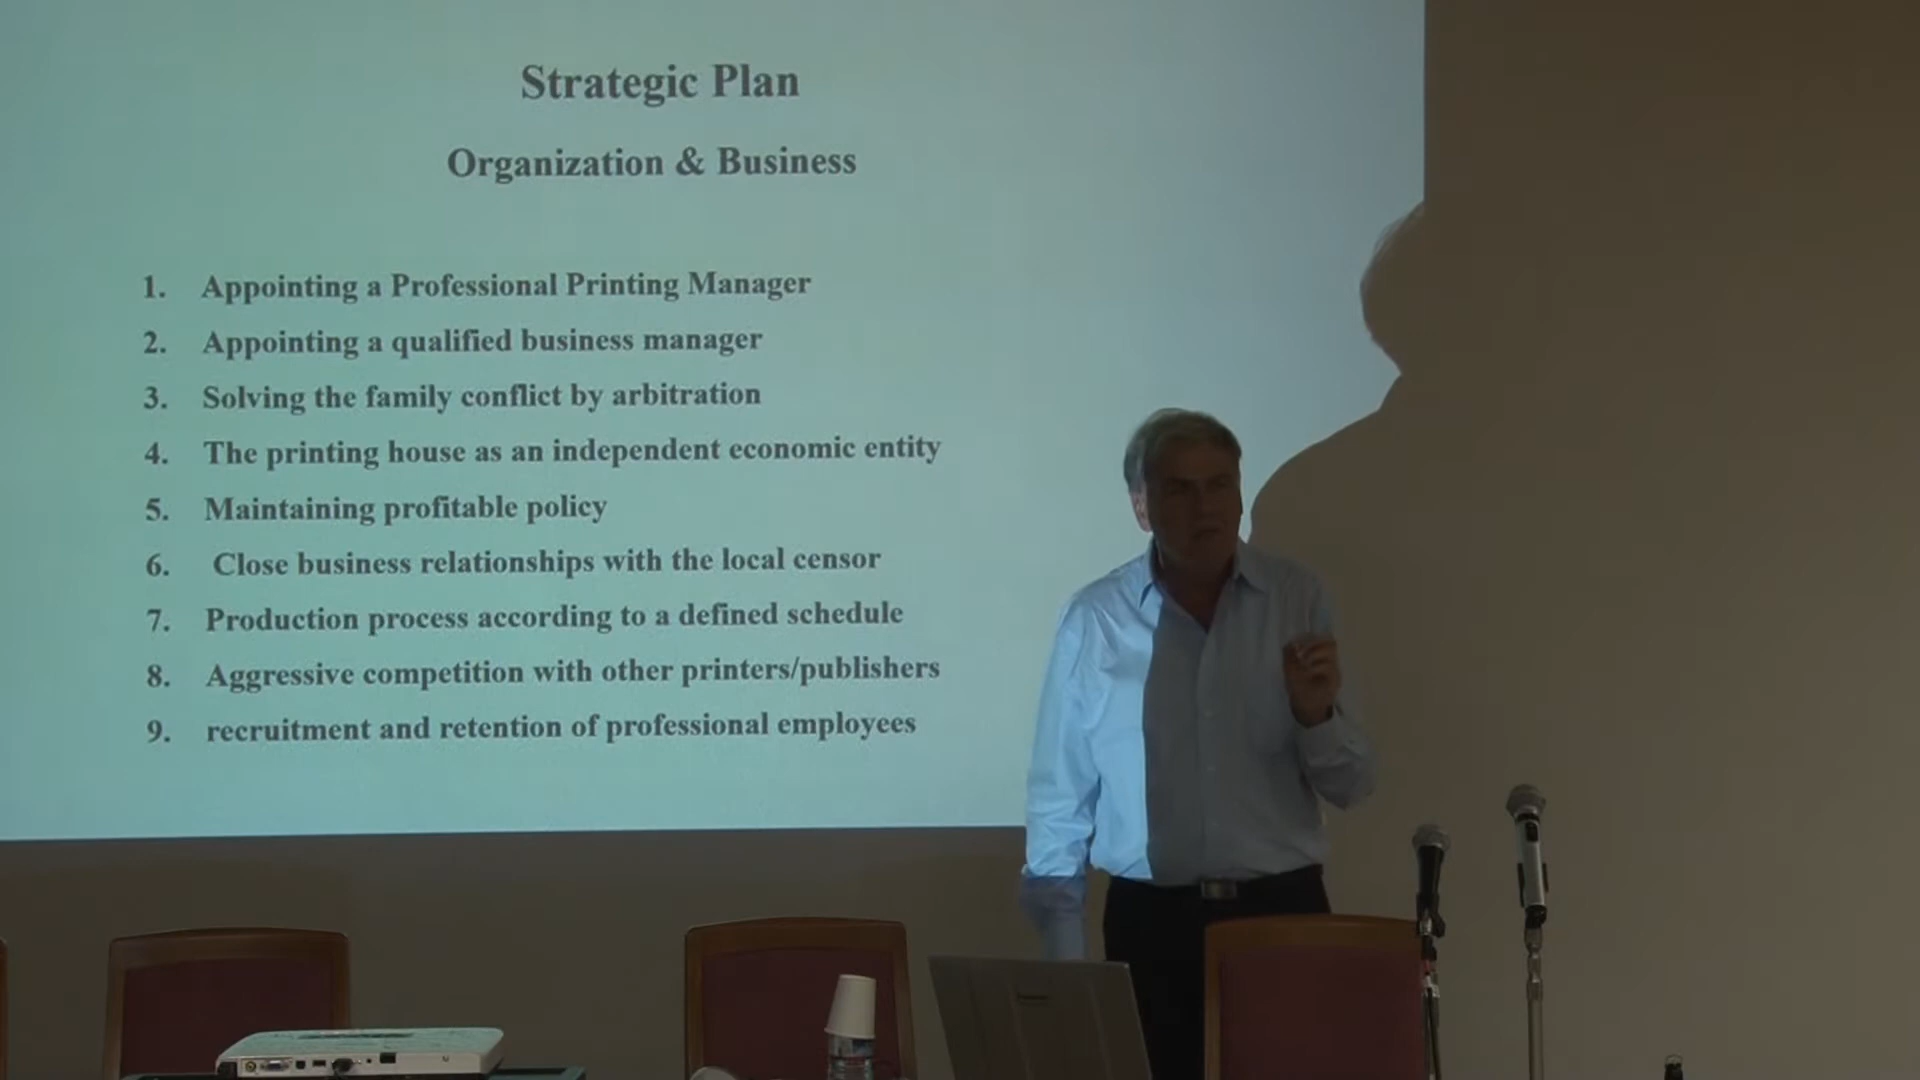 Strategic Plan
Organization & Business
1. Appointing a Professional Printing Manager
2. Appointing a qualified business manager
3. Solving the family conflict by arbitration
4. The printing house as an independent economic entity
5. Maintaining profitable policy
6. Close business relationships with the local censor
7. Production process according to a defined schedule
8. Aggressive competition with other printers/publishers
9. recruitment and retention of professional employees